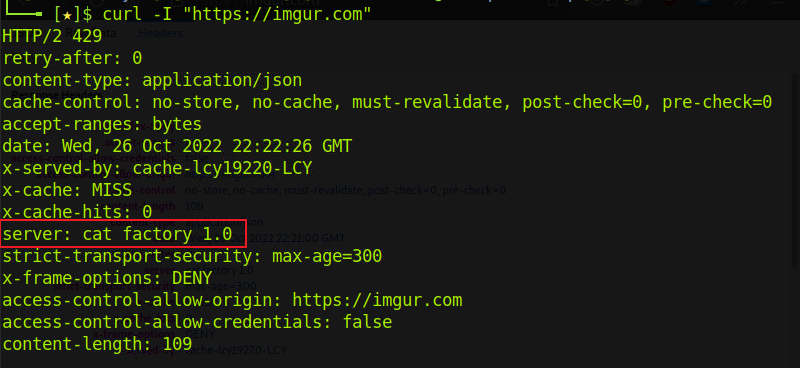 [★]$ curl -I "https://imgur.com"
HTTP/2 429
retry-after: 0
content-type: application/json
cache-control: no-store, no-cache, must-revalidate, post-check=0, pre-check=0
accept-ranges: bytes
date: Wed, 26 Oct 2022 22:22:26 GMT
x-served-by: cache-lcy19220-LCY
x-cache: MISS
x-cache-hits: 0
server: cat factory 1.0
strict-transport-security: max-age=300
x-frame-options: DENY
access-control-allow-origin: https://imgur.com
access-control-allow-credentials: false
content-length: 109